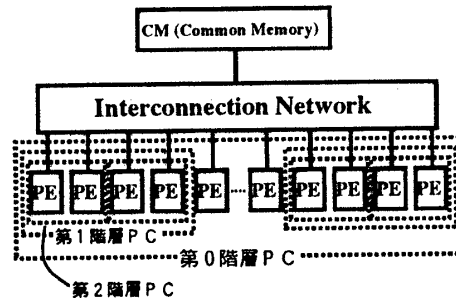 CM (Common Memory)
Interconnection Network
PE PE PE PE PE PE PE PE PE PE
第1階層PC
第0階層PC
第2階層PC